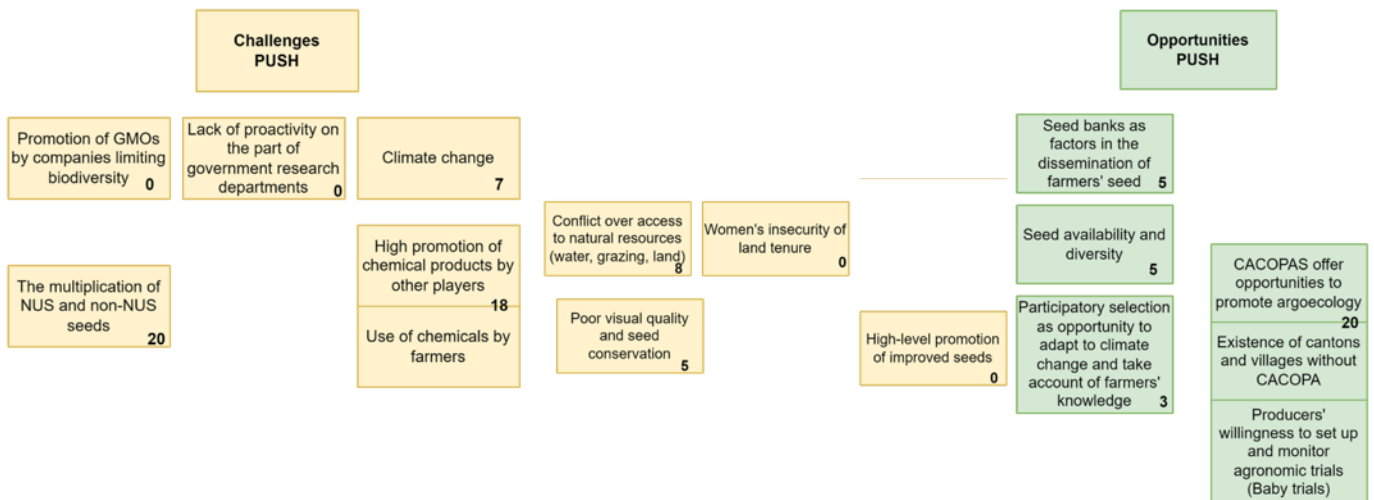 Challenges
PUSH
Opportunities
PUSH
Promotion of GMOs
by companies limiting
biodiversity 0
Lack of proactivity on
the part of
government research
departments 0
Climate change
7
Seed banks as
factors in the
dissemination of
farmers' seed 5
The multiplication of
NUS and non-NUS
seeds
20
High promotion of
chemical products by
other players
18
Use of chemicals by
farmers
Conflict over access
to natural resources
(water, grazing, land)
8
Women's insecurity of
land tenure
0
Poor visual quality
and seed
conservation
5
High-level promotion
of improved seeds
0
Seed availability and
diversity
5
Participatory selection
as opportunity to
adapt to climate
change and take
account of farmers'
knowledge 3
CACOPAS offer
opportunities to
promote argoecology
20
Existence of cantons
and villages without
CACOPA
Producers'
willingness to set up
and monitor
agronomic trials
(Baby trials)